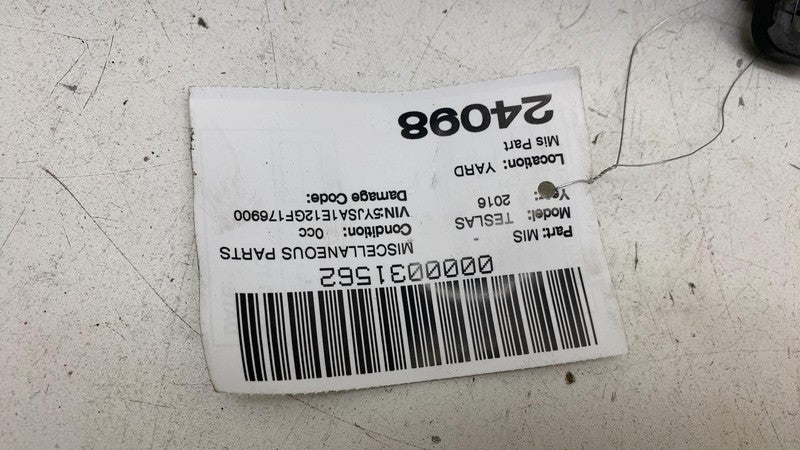 0000031562
MISCELLANEOUS PARTS
Part: MIS -
Condition: 0cc
Model: TESLAS
VIN:5YJSA1E12GF176900
Year: 2016
Damage Code:
Location: YARD
Mis Part
24098